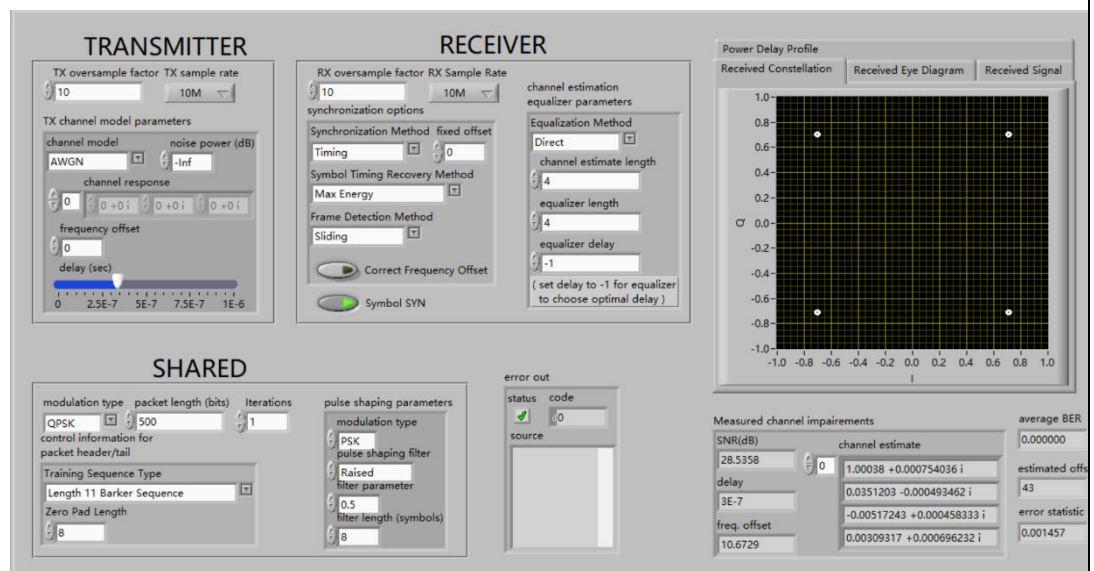 TRANSMITTER
TX oversample factor TX sample rate
10
10M
TX channel model parameters
channel model noise power (dB)
AWGN
-Inf
channel response
0
0 +0 i
0 +0 i
0 +0 i
frequency offset
0
delay (sec)
0 2.5E-7 5E-7 7.5E-7 1E-6
RECEIVER
RX oversample factor RX Sample Rate
10
10M
synchronization options
Synchronization Method fixed offset
Timing
0
Symbol Timing Recovery Method
Max Energy
Frame Detection Method
Sliding
Correct Frequency Offset
Symbol SYN
channel estimation
equalizer parameters
Equalization Method
Direct
channel estimate length
4
equalizer length
4
equalizer delay
-1
( set delay to -1 for equalizer
to choose optimal delay )
Power Delay Profile
Received Constellation Received Eye Diagram Received Signal
1.0
0.8
0.6
0.4
0.2
0.0
-0.2
-0.4
-0.6
-0.8
-1.0
Q
-1.0 -0.8 -0.6 -0.4 -0.2 0.0 0.2 0.4 0.6 0.8 1.0
I
SHARED
modulation type packet length (bits) Iterations
QPSK
500
1
control information for
packet header/tail
Training Sequence Type
Length 11 Barker Sequence
Zero Pad Length
8
pulse shaping parameters
modulation type
PSK
pulse shaping filter
Raised
filter parameter
0.5
filter length (symbols)
8
error out
status code
0
source
Measured channel impairements
SNR(dB)
28.5358
delay
3E-7
freq. offset
10.6729
channel estimate
0
1.00038 +0.000754036 i
0.0351203 -0.000493462 i
-0.00517243 +0.000458333 i
0.00309317 +0.000696232 i
average BER
0.000000
estimated offs
43
error statistic
0.001457